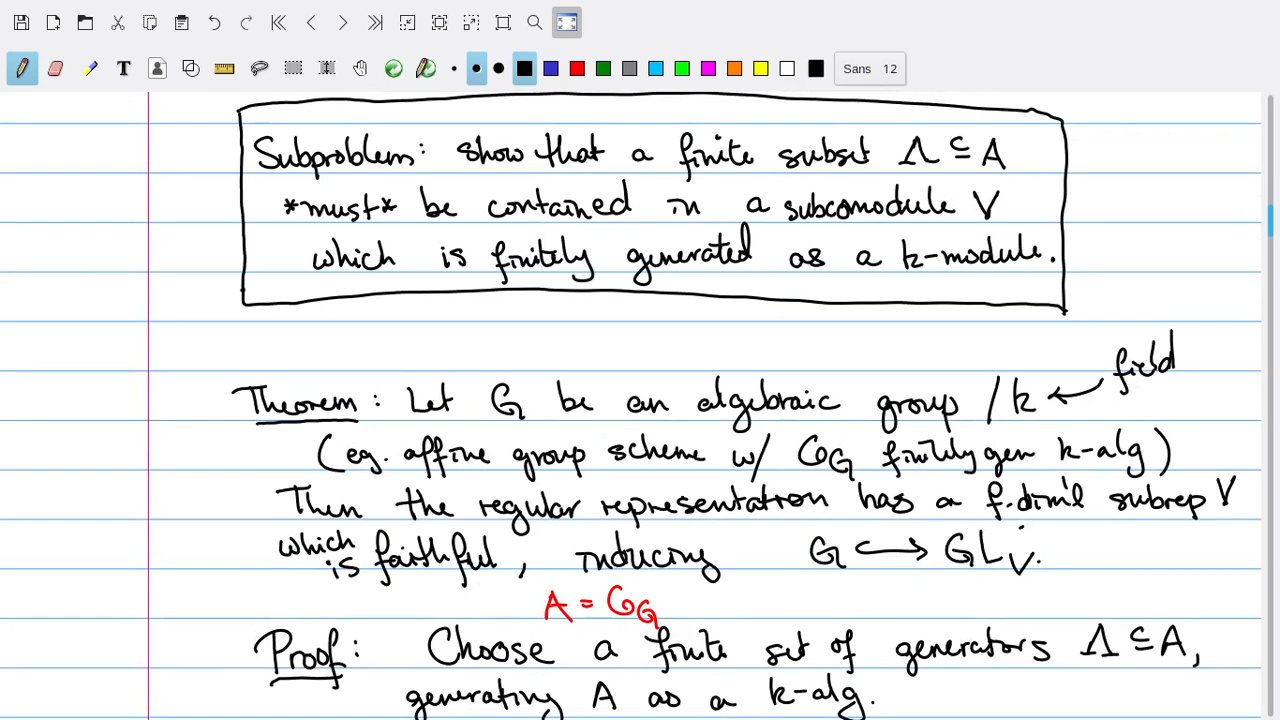 Sans 12
Subproblem: show that a finite subset Λ ⊆ A
*must* be contained in a subcomodule V
which is finitely generated as a k-module.
field
Theorem: Let G be an algebraic group /k ←
(eg. affine group scheme w/ O_G finitely gen k-alg)
Then the regular representation has a f.dim'l subrep V
which is faithful, inducing G ↪ GL_V.
A = O_G
Proof: Choose a finite set of generators Λ ⊆ A,
generating A as a k-alg.